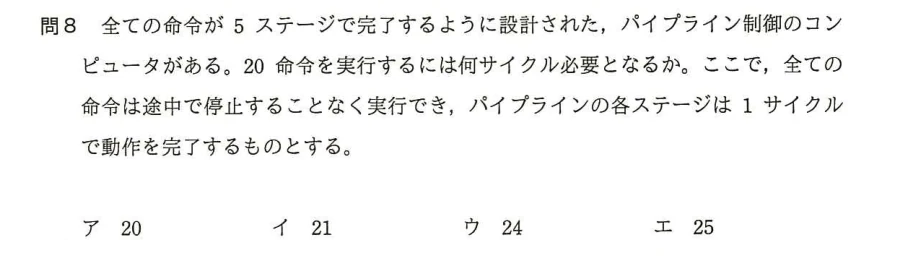 問8 全ての命令が 5 ステージで完了するように設計された，パイプライン制御のコン
ピュータがある。20 命令を実行するには何サイクル必要となるか。ここで，全ての
命令は途中で停止することなく実行でき，パイプラインの各ステージは 1 サイクル
で動作を完了するものとする。
ア 20 イ 21 ウ 24 エ 25